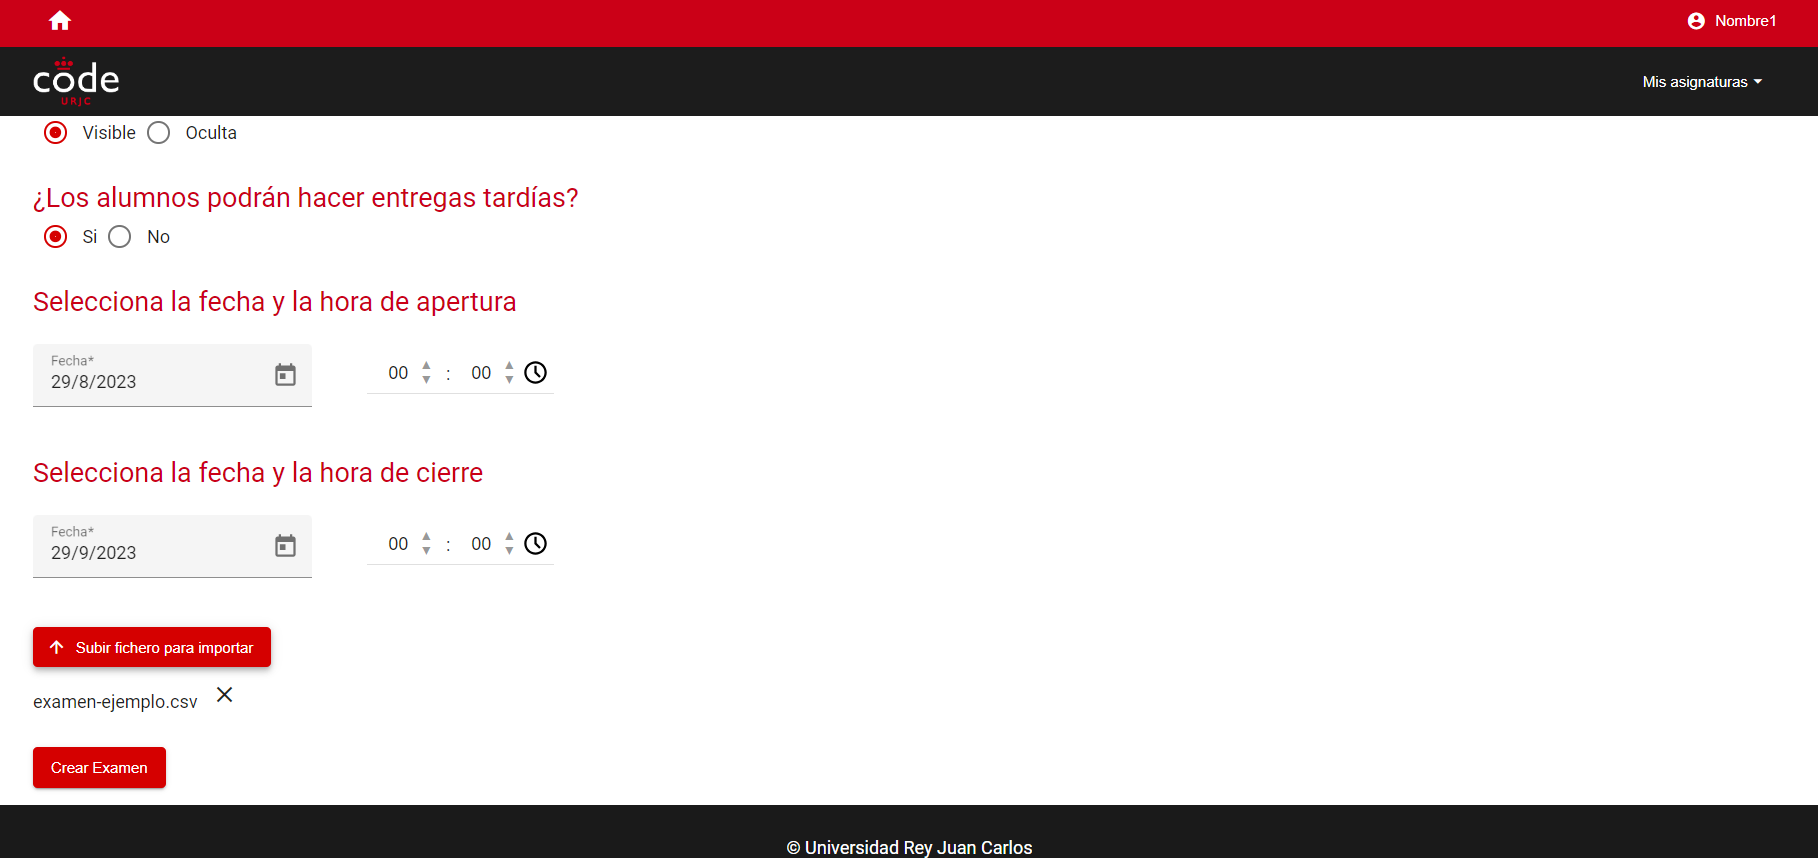 Nombre1
code
URJC
Mis asignaturas
Visible Oculta
¿Los alumnos podrán hacer entregas tardías?
Si No
Selecciona la fecha y la hora de apertura
Fecha*
29/8/2023 00 : 00
Selecciona la fecha y la hora de cierre
Fecha*
29/9/2023 00 : 00
Subir fichero para importar
examen-ejemplo.csv
Crear Examen
© Universidad Rey Juan Carlos